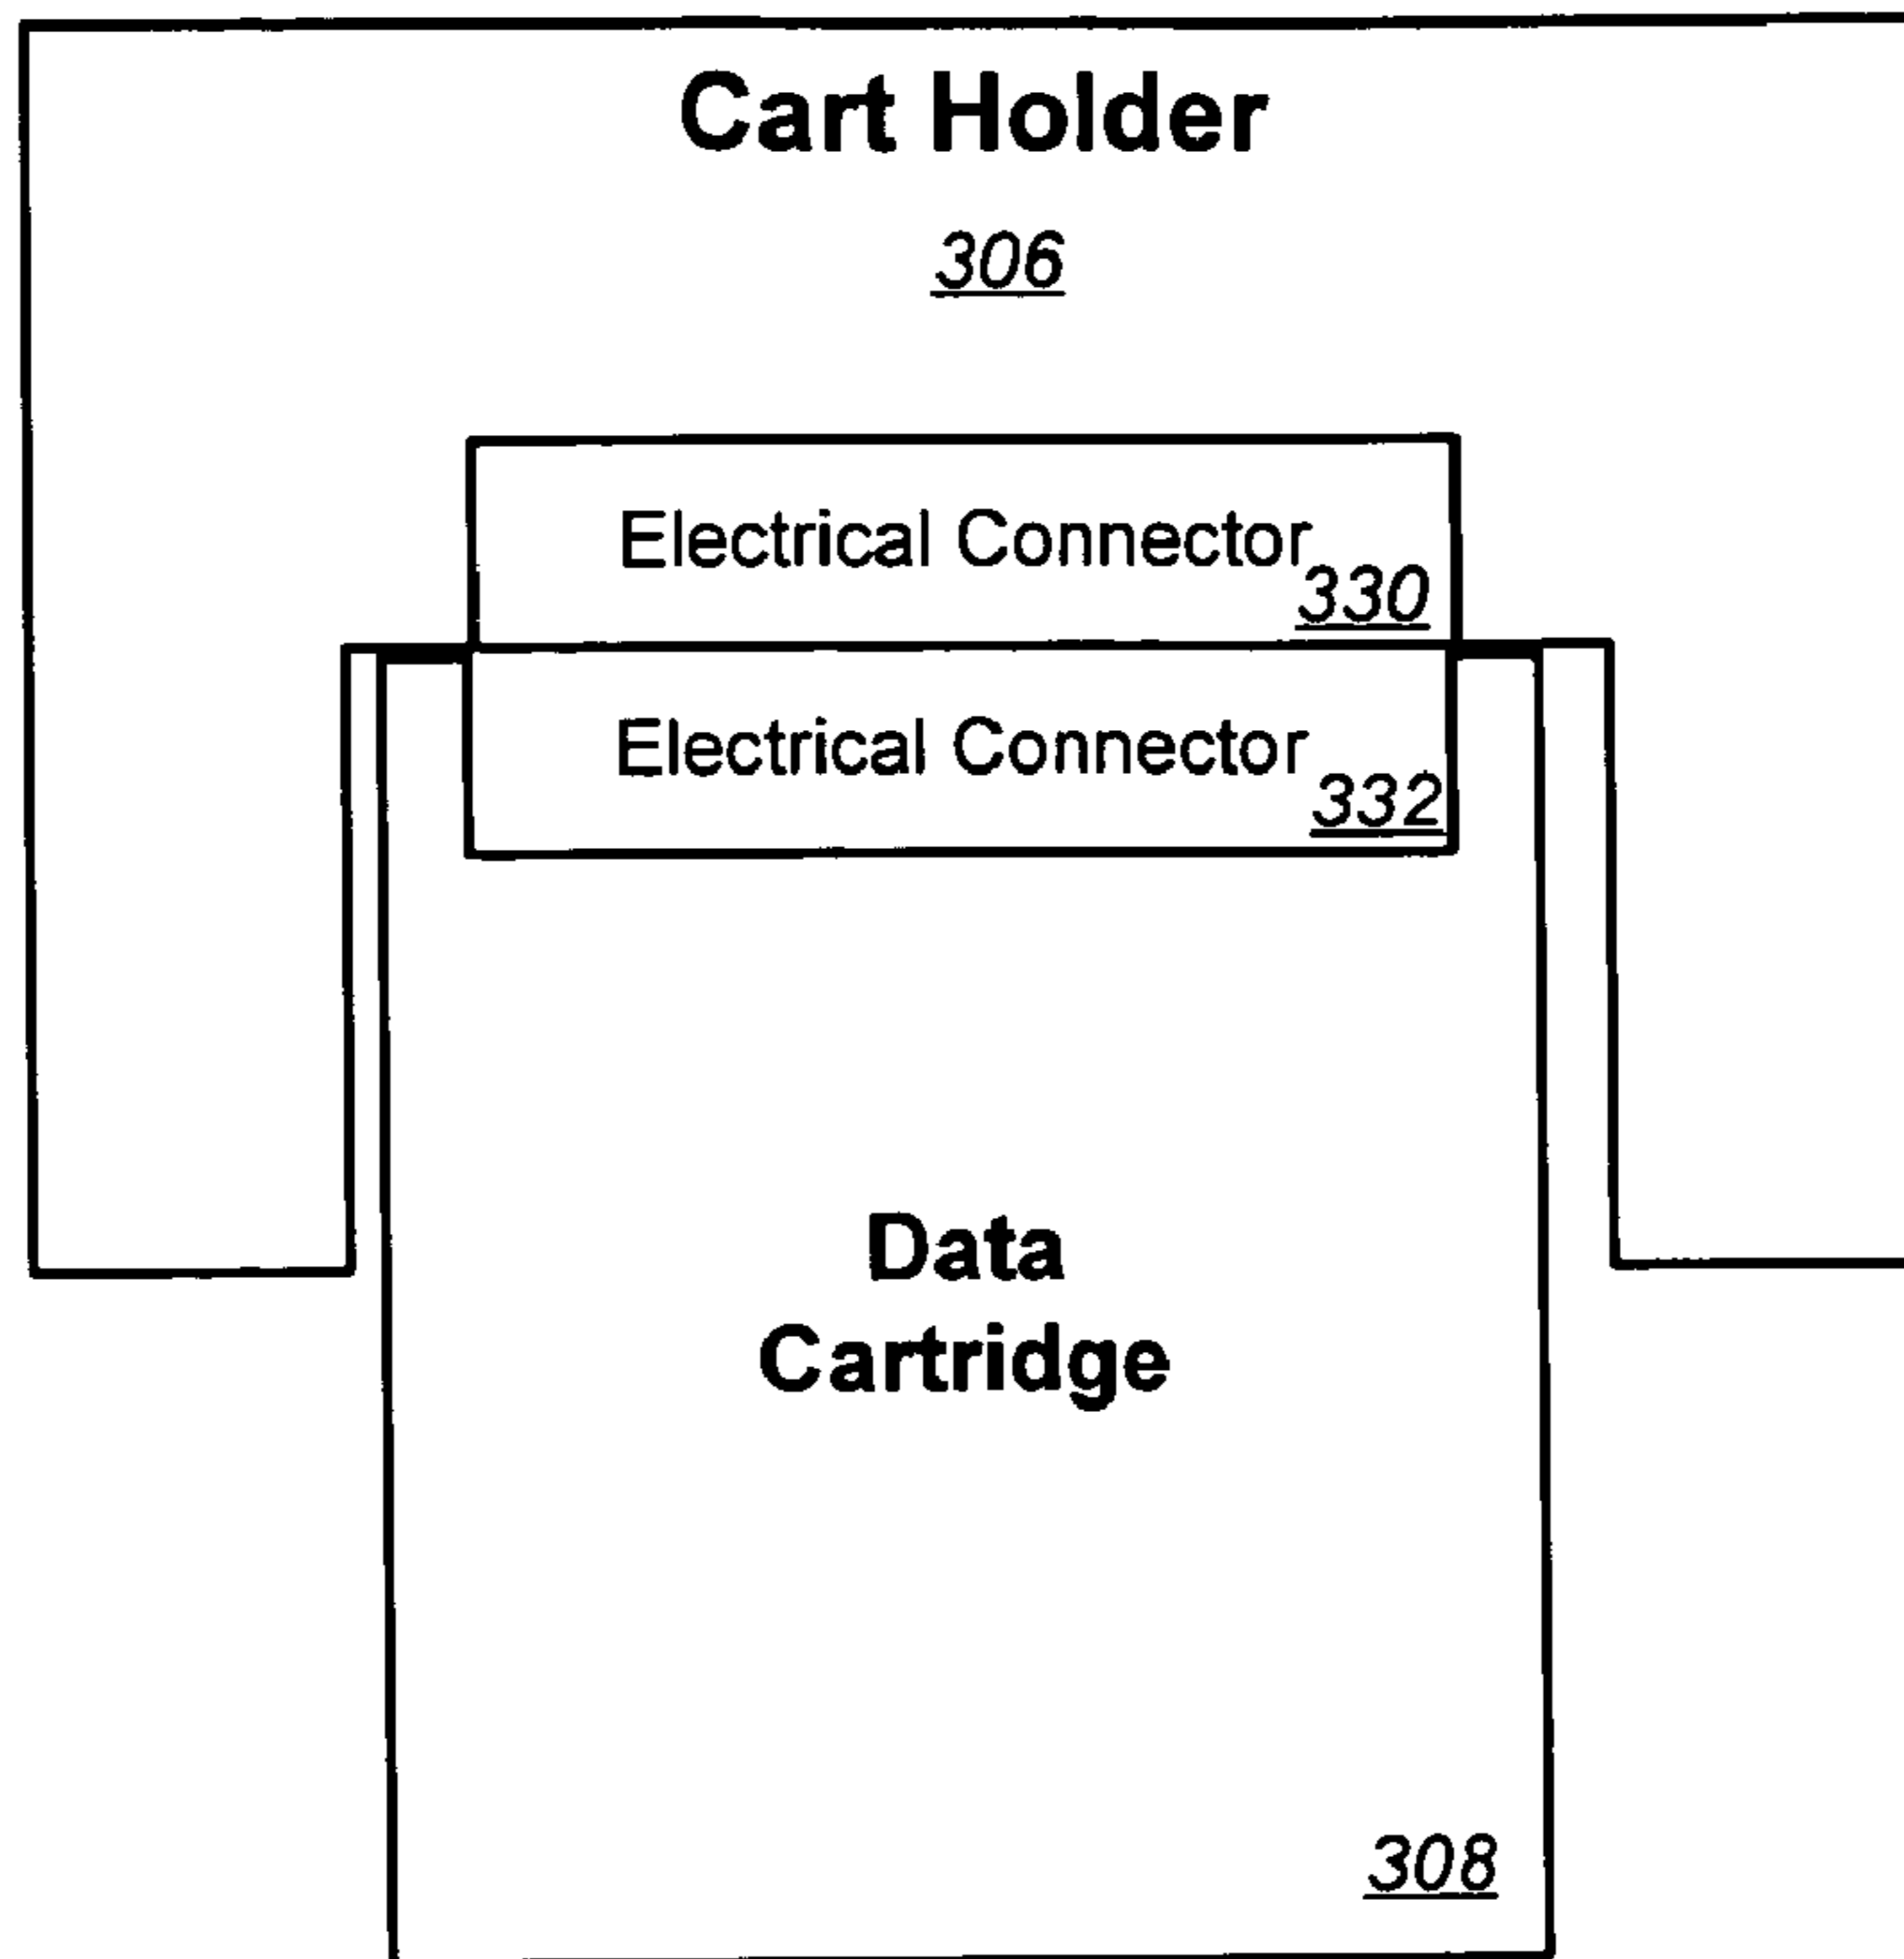 Cart Holder
306
Electrical Connector
330
Electrical Connector
332
Data
Cartridge
308